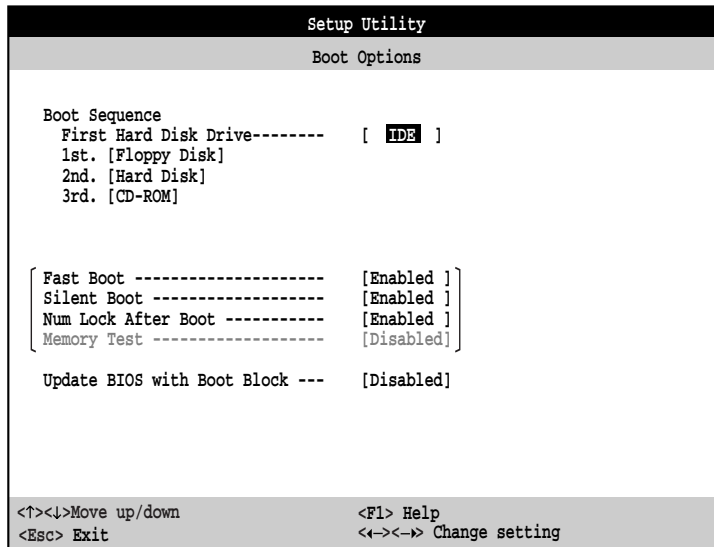 Setup Utility
Boot Options
Boot Sequence
First Hard Disk Drive-------- [ IDE ]
1st. [Floppy Disk]
2nd. [Hard Disk]
3rd. [CD-ROM]
Fast Boot --------------------- [Enabled ]
Silent Boot ------------------- [Enabled ]
Num Lock After Boot ----------- [Enabled ]
Memory Test ------------------- [Disabled]
Update BIOS with Boot Block --- [Disabled]
<↑><↓>Move up/down <F1> Help
<Esc> Exit <←><→> Change setting